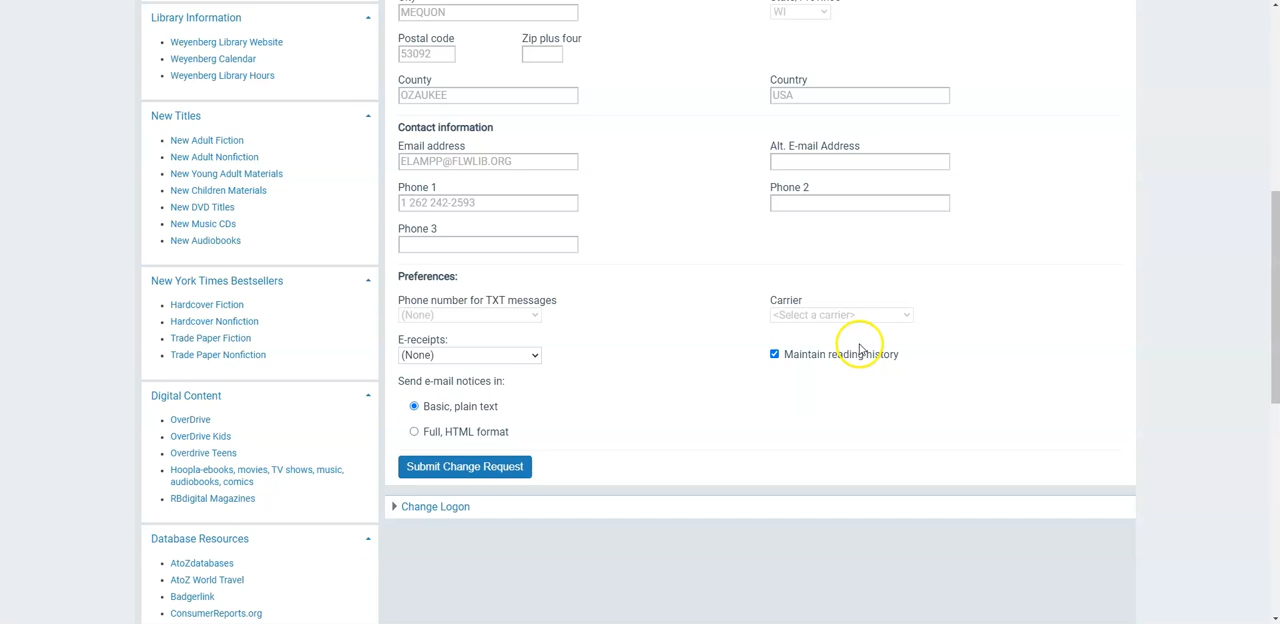 Library Information
Weyenberg Library Website
Weyenberg Calendar
Weyenberg Library Hours
New Titles
New Adult Fiction
New Adult Nonfiction
New Young Adult Materials
New Children Materials
New DVD Titles
New Music CDs
New Audiobooks
New York Times Bestsellers
Hardcover Fiction
Hardcover Nonfiction
Trade Paper Fiction
Trade Paper Nonfiction
Digital Content
OverDrive
OverDrive Kids
Overdrive Teens
Hoopla-ebooks, movies, TV shows, music,
audiobooks, comics
RBdigital Magazines
Database Resources
AtoZdatabases
AtoZ World Travel
Badgerlink
ConsumerReports.org
MEQUON
WI
Postal code
Zip plus four
53092
County
Country
OZAUKEE
USA
Contact information
Email address
Alt. E-mail Address
ELAMPP@FLWLIB.ORG
Phone 1
Phone 2
1 262 242-2593
Phone 3
Preferences:
Phone number for TXT messages
Carrier
(None)
<Select a carrier>
E-receipts:
(None)
Maintain reading history
Send e-mail notices in:
Basic, plain text
Full, HTML format
Submit Change Request
Change Logon